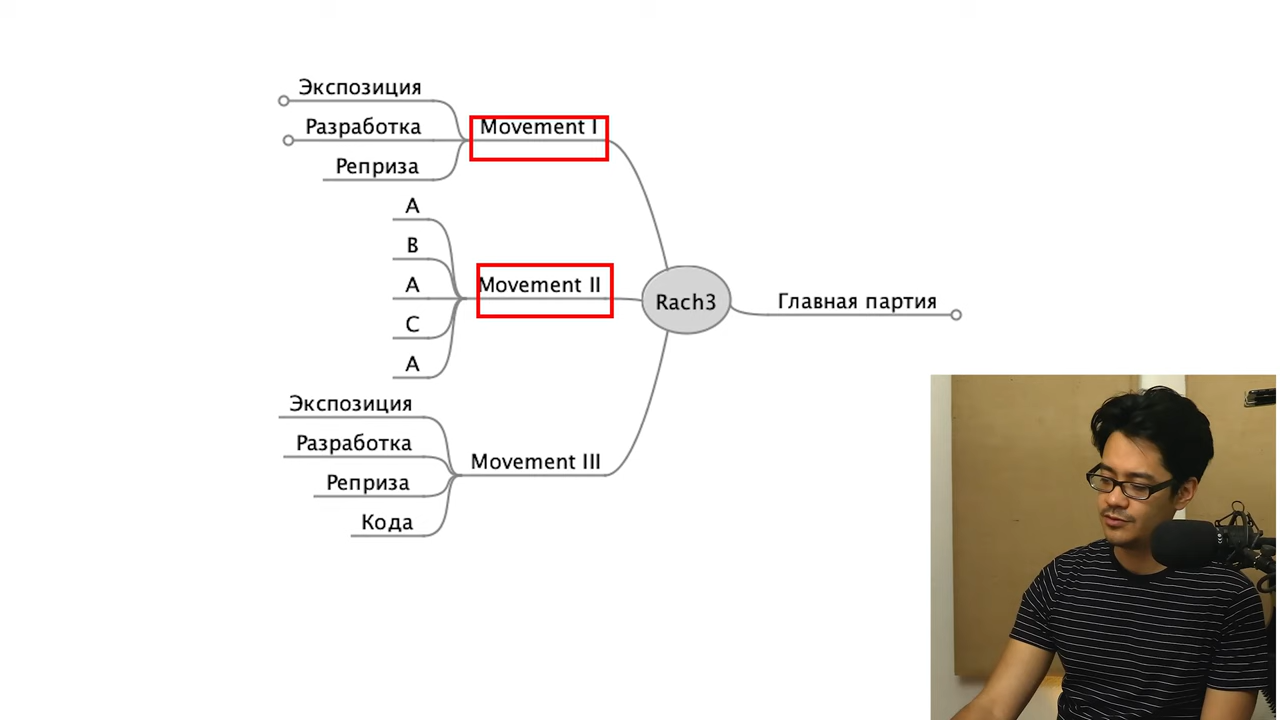 Экспозиция
Разработка
Реприза
Movement I
A
B
A
C
A
Movement II
Экспозиция
Разработка
Реприза
Кода
Movement III
Rach3
Главная партия